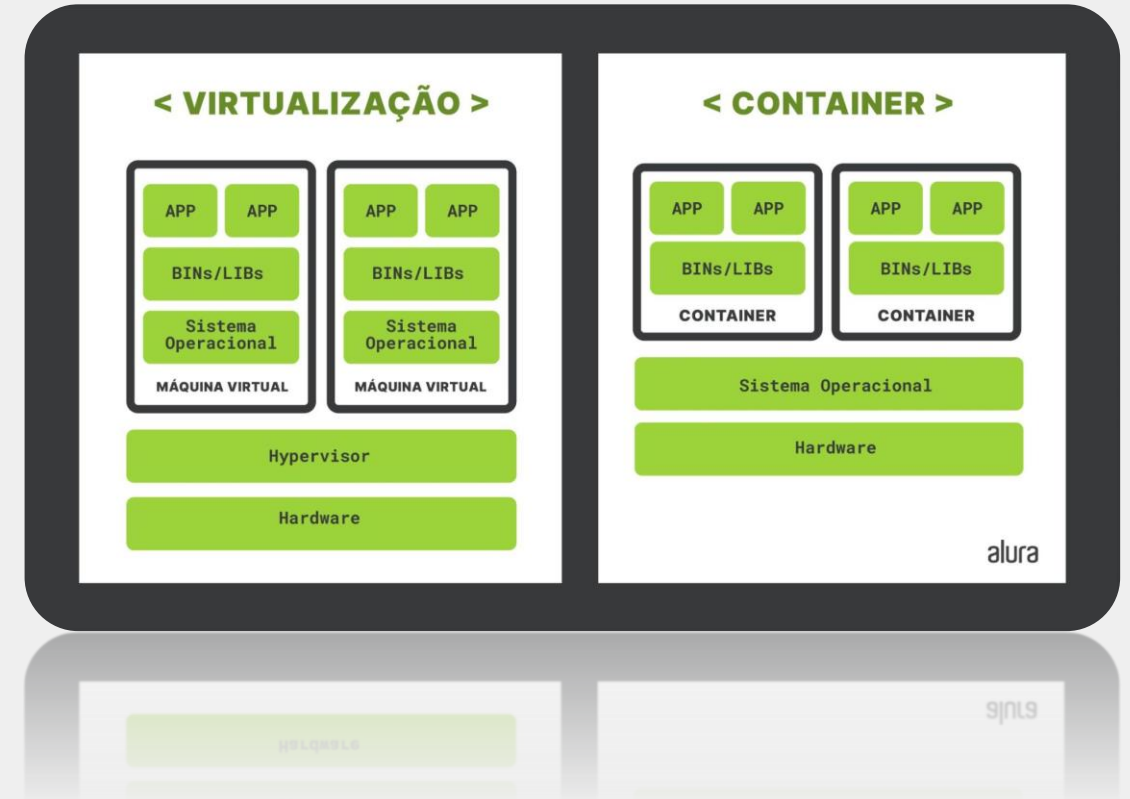 < VIRTUALIZAÇÃO >
APP
APP
BINs/LIBs
Sistema
Operacional
MÁQUINA VIRTUAL
APP
APP
BINs/LIBs
Sistema
Operacional
MÁQUINA VIRTUAL
Hypervisor
Hardware
< CONTAINER >
APP
APP
BINs/LIBs
CONTAINER
APP
APP
BINs/LIBs
CONTAINER
Sistema Operacional
Hardware
alura